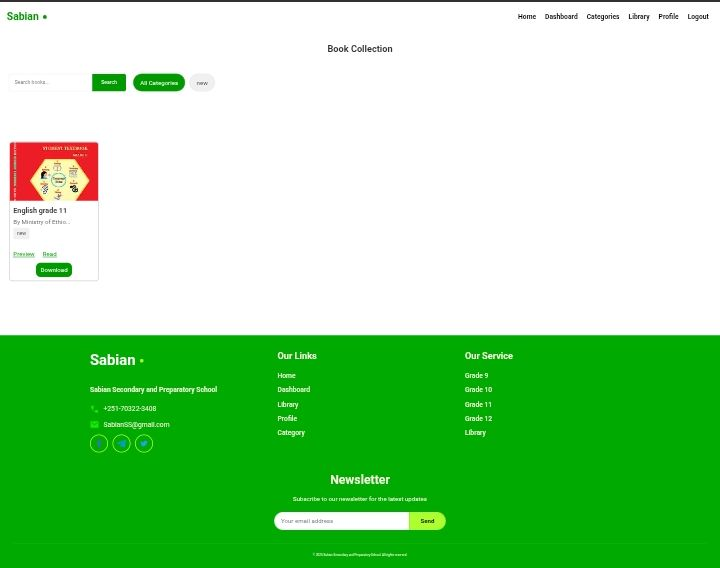 Sabian
Home Dashboard Categories Library Profile Logout
Book Collection
Search books...
Search
All Categories
new
STUDENT TEXTBOOK
English grade 11
By Ministry of Ethio...
new
Preview Read
Download
Sabian
Sabian Secondary and Preparatory School
+251-70322-3408
SabianSS@gmail.com
Our Links
Home
Dashboard
Library
Profile
Category
Our Service
Grade 9
Grade 10
Grade 11
Grade 12
Library
Newsletter
Subscribe to our newsletter for the latest updates
Your email address
Send
© 2025 Sabian Secondary and Preparatory School. All rights reserved.